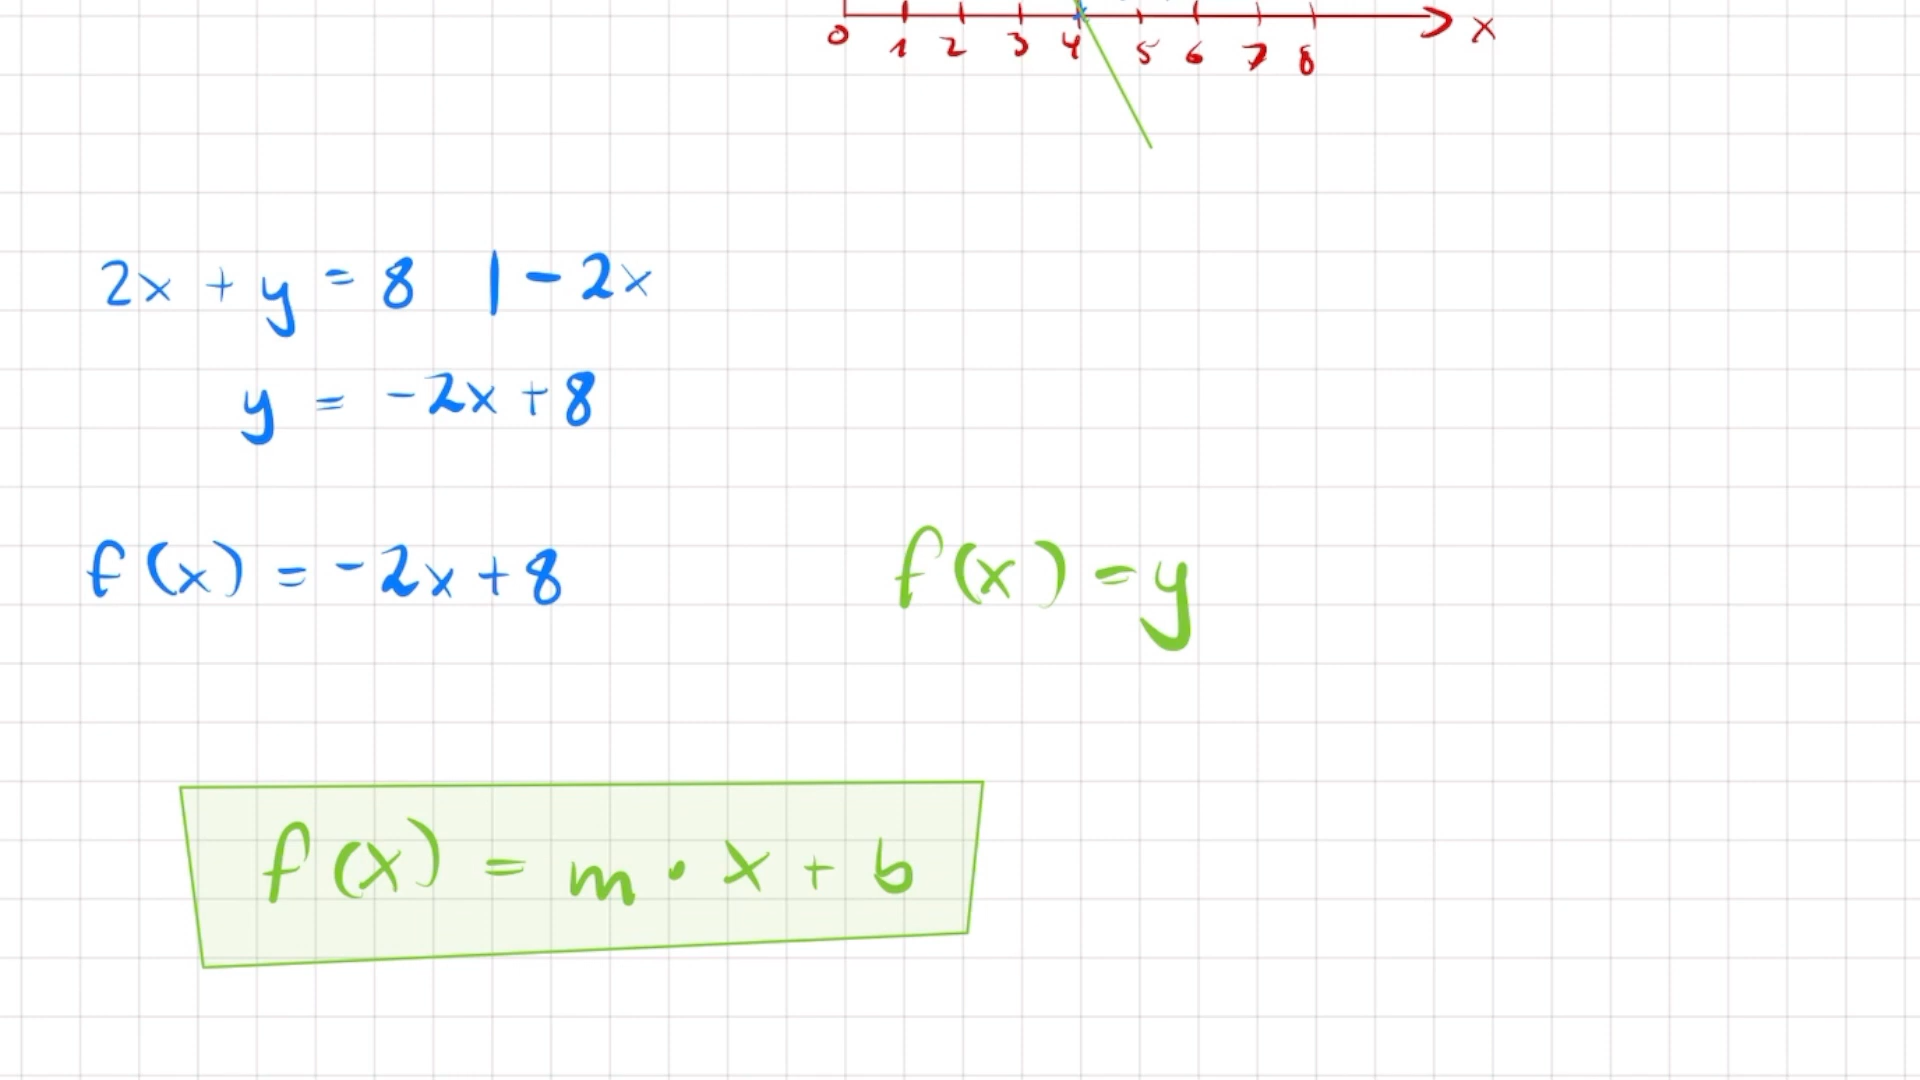 0 1 2 3 4 5 6 7 8 x
2x + y = 8 | - 2x
y = -2x + 8
f(x) = -2x + 8
f(x) = y
f(x) = m · x + b